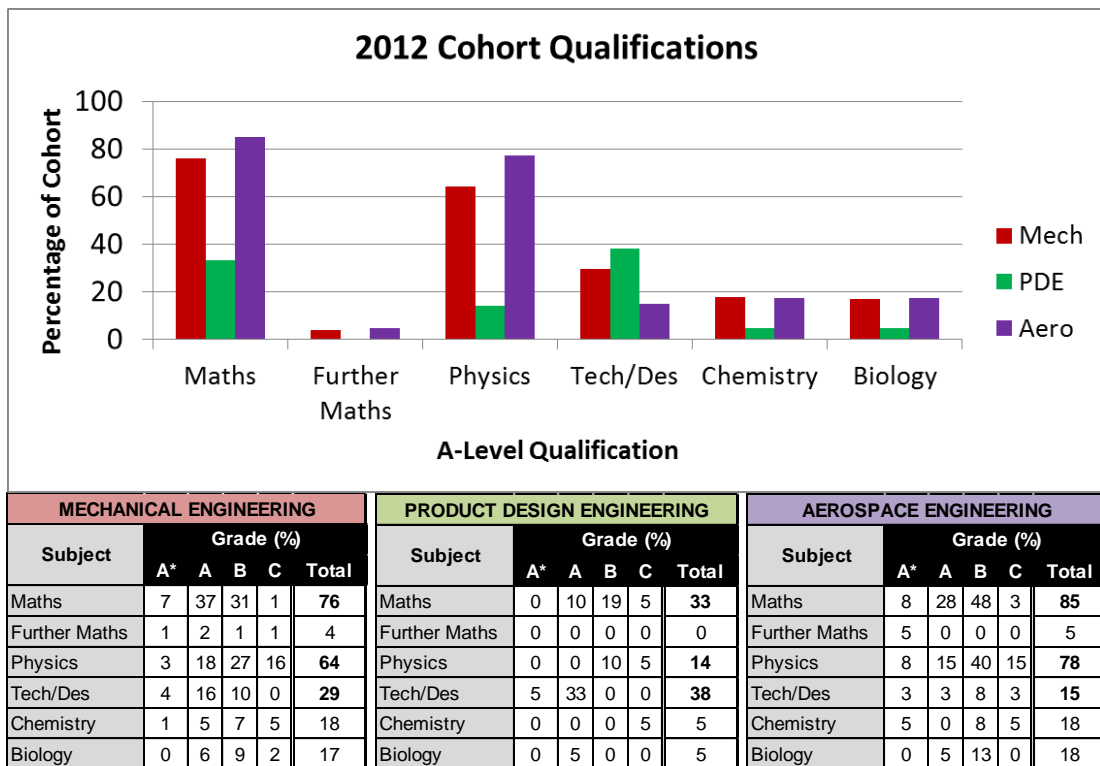 2012 Cohort Qualifications
100
80
60
40
20
0
Percentage of Cohort
Maths Further Physics Tech/Des Chemistry Biology
Maths
A-Level Qualification
Mech
PDE
Aero
MECHANICAL ENGINEERING
Subject Grade (%)
A* A B C Total
Maths 7 37 31 1 76
Further Maths 1 2 1 1 4
Physics 3 18 27 16 64
Tech/Des 4 16 10 0 29
Chemistry 1 5 7 5 18
Biology 0 6 9 2 17
PRODUCT DESIGN ENGINEERING
Subject Grade (%)
A* A B C Total
Maths 0 10 19 5 33
Further Maths 0 0 0 0 0
Physics 0 0 10 5 14
Tech/Des 5 33 0 0 38
Chemistry 0 0 0 5 5
Biology 0 5 0 0 5
AEROSPACE ENGINEERING
Subject Grade (%)
A* A B C Total
Maths 8 28 48 3 85
Further Maths 5 0 0 0 5
Physics 8 15 40 15 78
Tech/Des 3 3 8 3 15
Chemistry 5 0 8 5 18
Biology 0 5 13 0 18